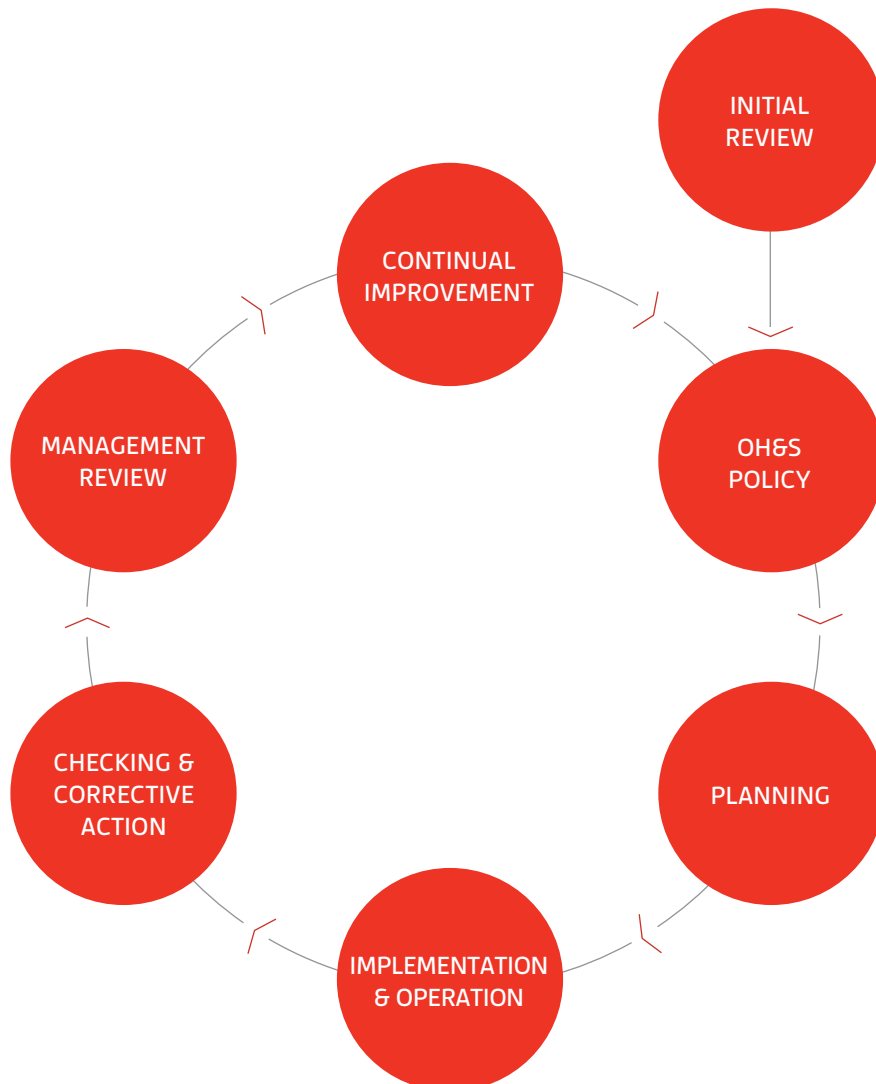 INITIAL
REVIEW
CONTINUAL
IMPROVEMENT
OH&S
POLICY
MANAGEMENT
REVIEW
PLANNING
CHECKING &
CORRECTIVE
ACTION
IMPLEMENTATION
& OPERATION